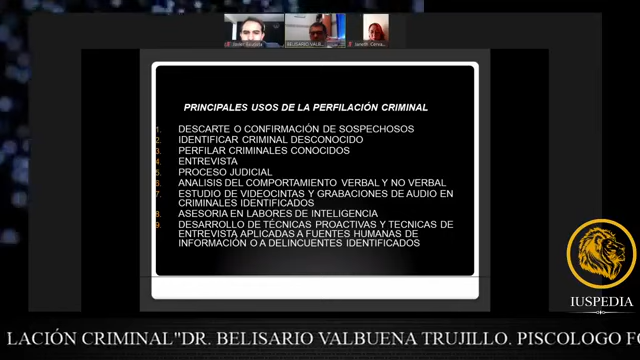 BELISARIO VALB...
PRINCIPALES USOS DE LA PERFILACIÓN CRIMINAL
1. DESCARTE O CONFIRMACIÓN DE SOSPECHOSOS
2. IDENTIFICAR CRIMINAL DESCONOCIDO
3. PERFILAR CRIMINALES CONOCIDOS
4. ENTREVISTA
5. PROCESO JUDICIAL
6. ANALISIS DEL COMPORTAMIENTO VERBAL Y NO VERBAL
7. ESTUDIO DE VIDEOCINTAS Y GRABACIONES DE AUDIO EN
CRIMINALES IDENTIFICADOS
8. ASESORIA EN LABORES DE INTELIGENCIA
9. DESARROLLO DE TÉCNICAS PROACTIVAS Y TECNICAS DE
ENTREVISTA APLICADAS A FUENTES HUMANAS DE
INFORMACIÓN O A DELINCUENTES IDENTIFICADOS
IUSPEDIA
LACIÓN CRIMINAL"DR. BELISARIO VALBUENA TRUJILLO. PISCOLOGO FO